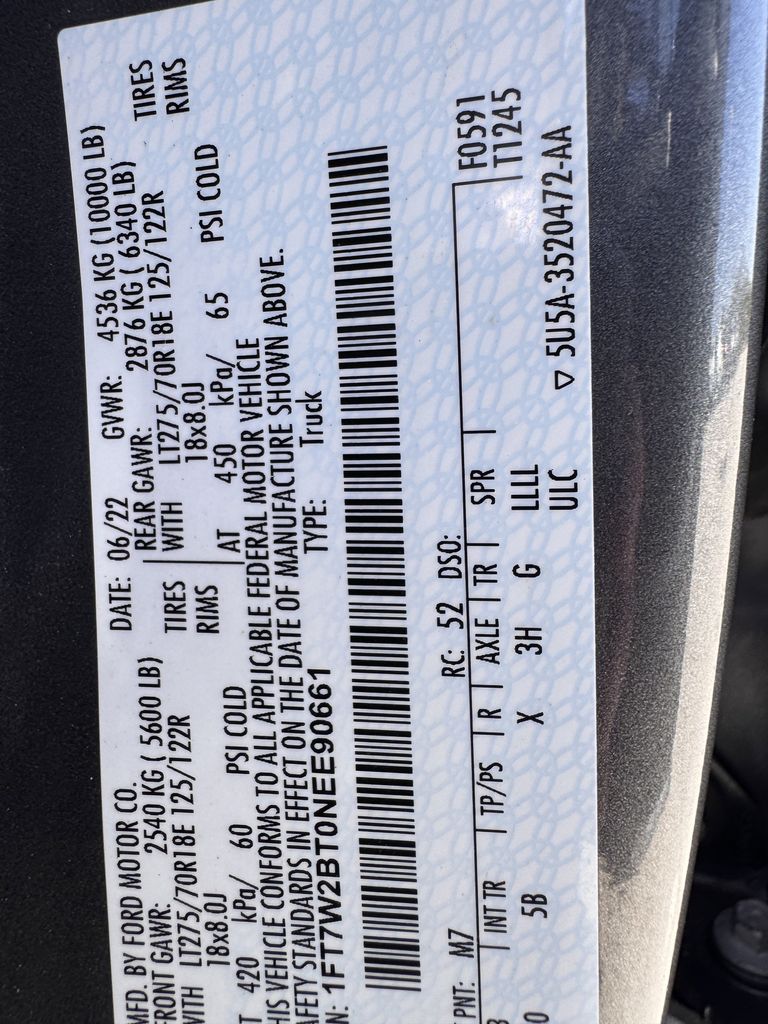 MFD. BY FORD MOTOR CO. DATE: 06/22 GVWR: 4536 KG (10000 LB)
FRONT GAWR: 2540 KG ( 5600 LB) REAR GAWR: 2876 KG ( 6340 LB)
WITH LT275/70R18E 125/122R TIRES WITH LT275/70R18E 125/122R TIRES
18x8.0J RIMS 18x8.0J RIMS
AT 420 kPa/ 60 PSI COLD AT 450 kPa/ 65 PSI COLD
THIS VEHICLE CONFORMS TO ALL APPLICABLE FEDERAL MOTOR VEHICLE
SAFETY STANDARDS IN EFFECT ON THE DATE OF MANUFACTURE SHOWN ABOVE.
N: 1FT7W2BT0NEE90661 TYPE: Truck
PNT: M7 RC: 52 DSO:
INT TR TP/PS R AXLE TR SPR F0591
5B X 3H G LLLL T1245
ULC
▽ 5U5A-3520472-AA